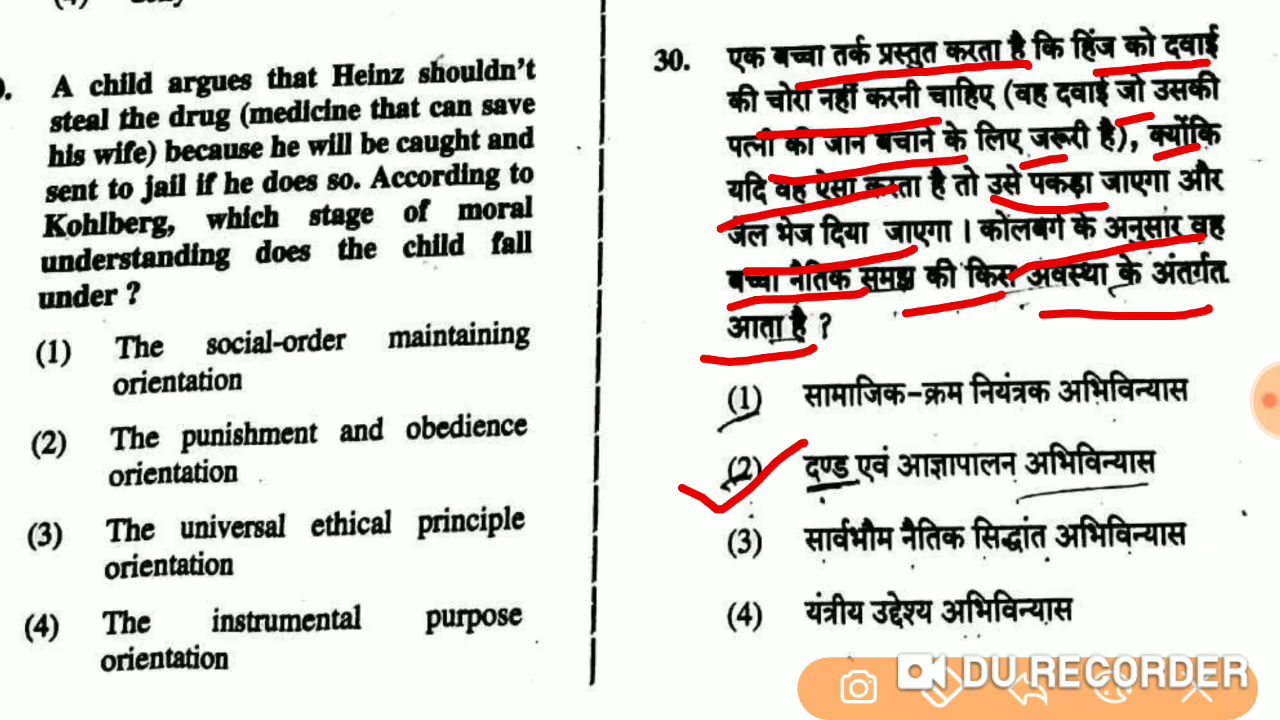 (4)
A child argues that Heinz shouldn't
steal the drug (medicine that can save
his wife) because he will be caught and
sent to jail if he does so. According to
Kohlberg, which stage of moral
understanding does the child fall
under ?
(1) The social-order maintaining
orientation
(2) The punishment and obedience
orientation
(3) The universal ethical principle
orientation
(4) The instrumental purpose
orientation
30. एक बच्चा तर्क प्रस्तुत करता है कि हिंज को दवाई
की चोरी नहीं करनी चाहिए (वह दवाई जो उसकी
पत्नी की जान बचाने के लिए जरूरी है), क्योंकि
यदि वह ऐसा करता है तो उसे पकड़ा जाएगा और
जेल भेज दिया जाएगा । कोलबर्ग के अनुसार वह
बच्चा नैतिक समझ की किस अवस्था के अंतर्गत
आता है ?
(1) सामाजिक-क्रम नियंत्रक अभिविन्यास
(2) दण्ड एवं आज्ञापालन अभिविन्यास
(3) सार्वभौम नैतिक सिद्धांत अभिविन्यास
(4) यंत्रीय उद्देश्य अभिविन्यास
DU RECORDER